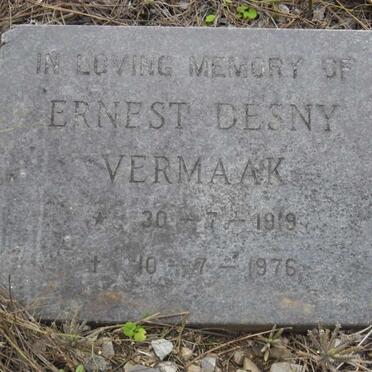 IN LOVING MEMORY OF
ERNEST DESNY
VERMAAK
* 30-7-1919
† 10-7-1976